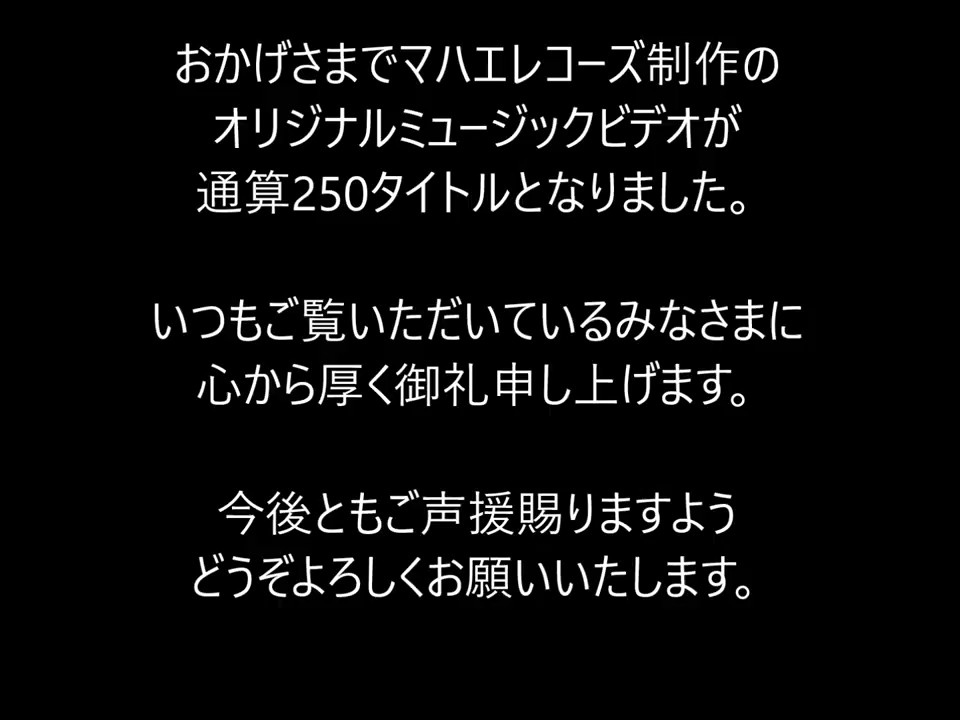 おかげさまでマハエレコーズ制作の
オリジナルミュージックビデオが
通算250タイトルとなりました。
いつもご覧いただいているみなさまに
心から厚く御礼申し上げます。
今後ともご声援賜りますよう
どうぞよろしくお願いいたします。